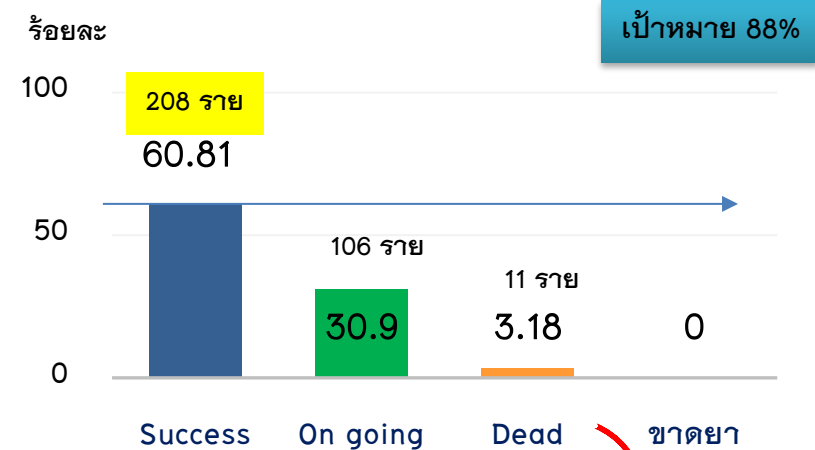 ร้อยละ
เป้าหมาย 88%
100
208 ราย
60.81
50
106 ราย
11 ราย
30.9
3.18
0
0
Success
On going
Dead
ขาดยา